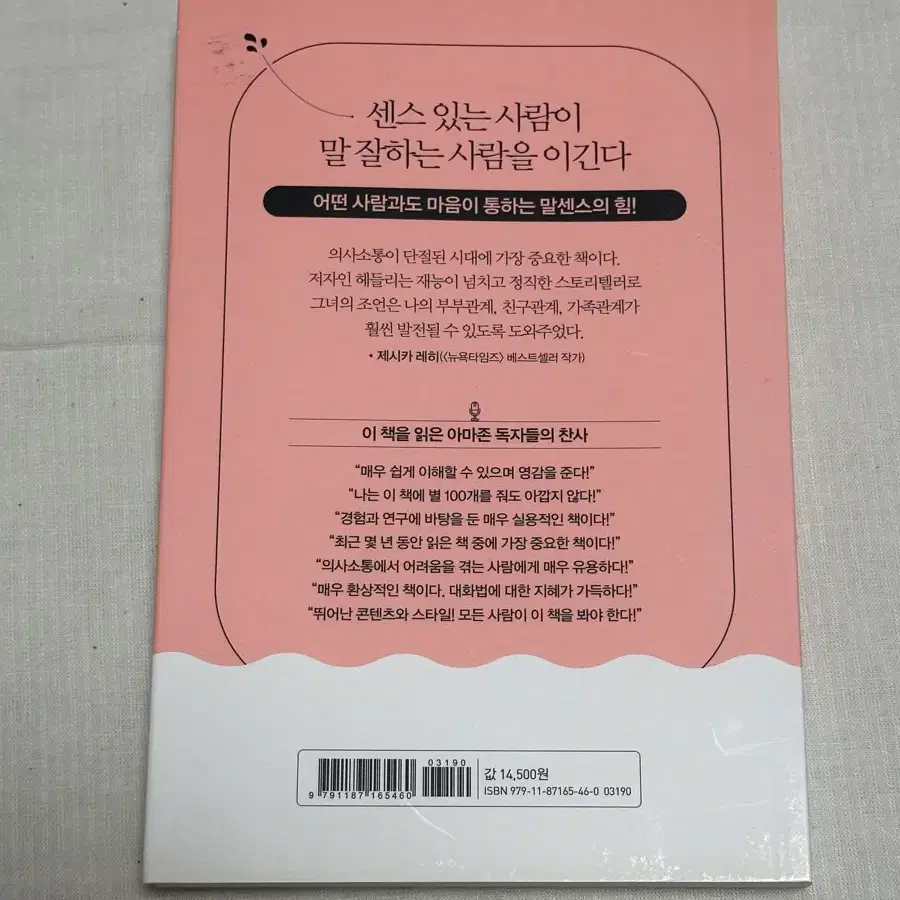 센스 있는 사람이
말 잘하는 사람을 이긴다
어떤 사람과도 마음이 통하는 말센스의 힘!
의사소통이 단절된 시대에 가장 중요한 책이다.
저자인 헤들리는 재능이 넘치고 정직한 스토리텔러로
그녀의 조언은 나의 부부관계, 친구관계, 가족관계가
훨씬 발전될 수 있도록 도와주었다.
• 제시카 레히(《뉴욕타임즈》 베스트셀러 작가)
이 책을 읽은 아마존 독자들의 찬사
“매우 쉽게 이해할 수 있으며 영감을 준다!”
“나는 이 책에 별 100개를 줘도 아깝지 않다!”
“경험과 연구에 바탕을 둔 매우 실용적인 책이다!”
“최근 몇 년 동안 읽은 책 중에 가장 중요한 책이다!”
“의사소통에서 어려움을 겪는 사람에게 매우 유용하다!”
“매우 환상적인 책이다. 대화법에 대한 지혜가 가득하다!”
“뛰어난 콘텐츠와 스타일! 모든 사람이 이 책을 봐야 한다!”
03190
9 791187 165460
값 14,500원
ISBN 979-11-87165-46-0 03190